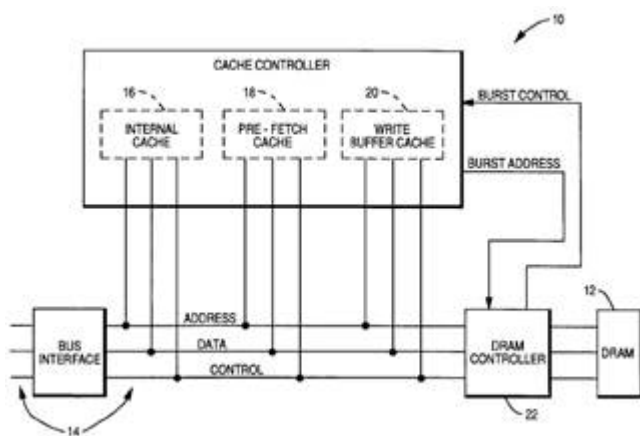 10
CACHE CONTROLLER
16
18
20
BURST CONTROL
INTERNAL
CACHE
PRE - FETCH
CACHE
WRITE
BUFFER CACHE
BURST ADDRESS
12
ADDRESS
BUS
INTERFACE
DATA
DRAM
CONTROLLER
DRAM
CONTROL
14
22